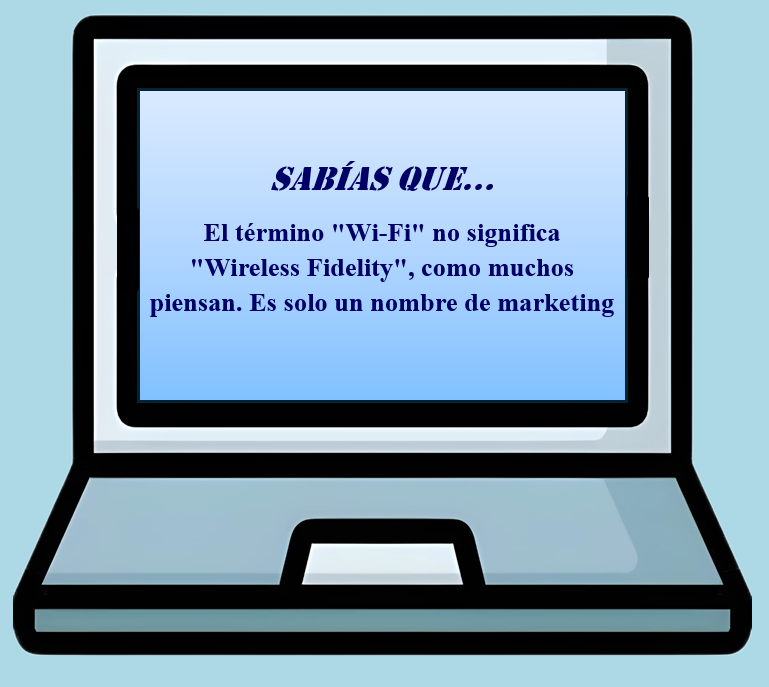 SABÍAS QUE...
El término "Wi-Fi" no significa
"Wireless Fidelity", como muchos
piensan. Es solo un nombre de marketing